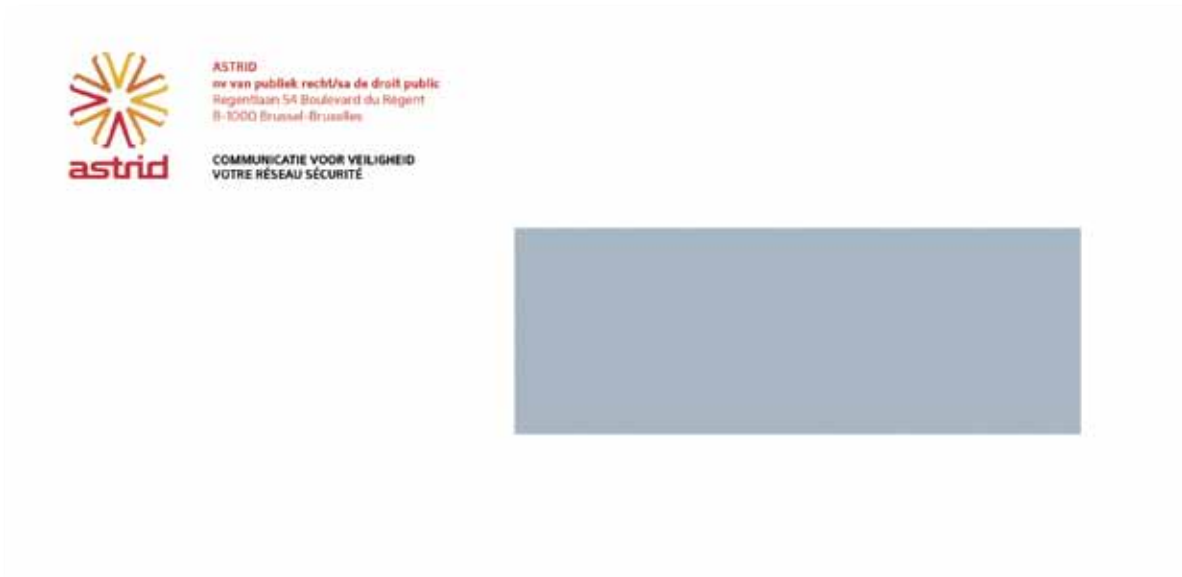 astrid
ASTRID
nv van publiek recht/sa de droit public
Regentlaan 54 Boulevard du Régent
B-1000 Brussel-Bruxelles
COMMUNICATIE VOOR VEILIGHEID
VOTRE RÉSEAU SÉCURITÉ